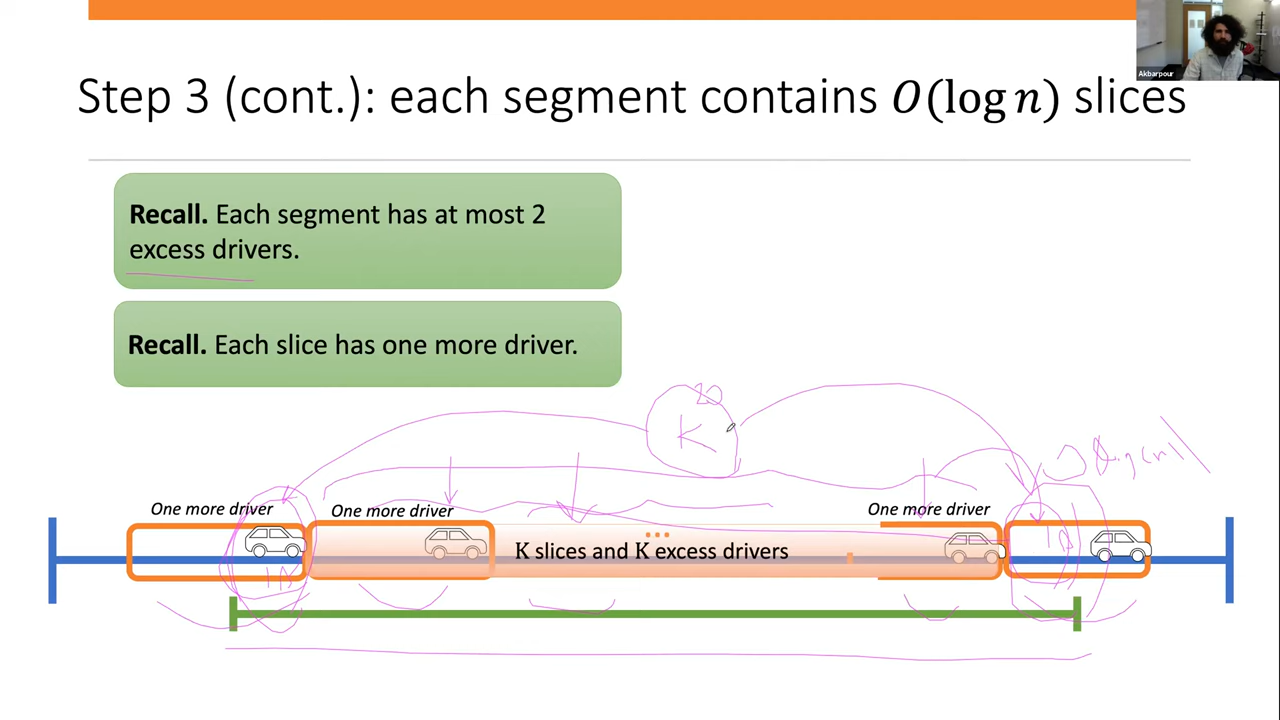 Akbarpour
Step 3 (cont.): each segment contains O(log n) slices
Recall. Each segment has at most 2
excess drivers.
Recall. Each slice has one more driver.
20
K
One more driver
One more driver
One more driver
K slices and K excess drivers